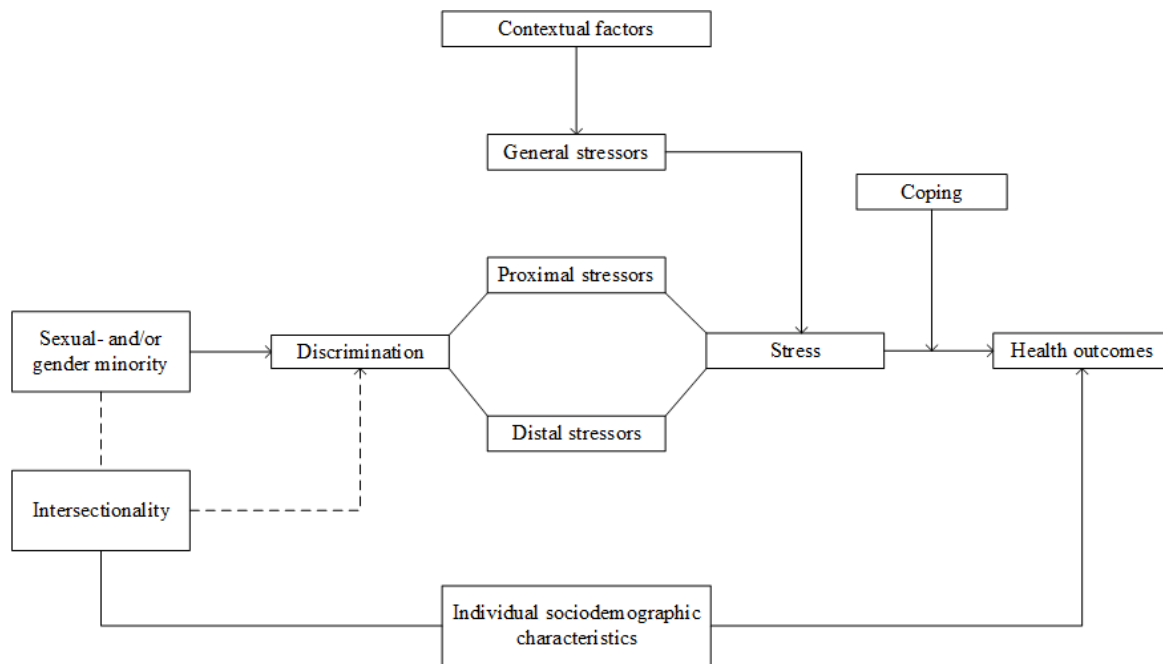 Contextual factors
General stressors
Coping
Proximal stressors
Sexual- and/or
gender minority
Discrimination
Stress
Health outcomes
Distal stressors
Intersectionality
Individual sociodemographic
characteristics